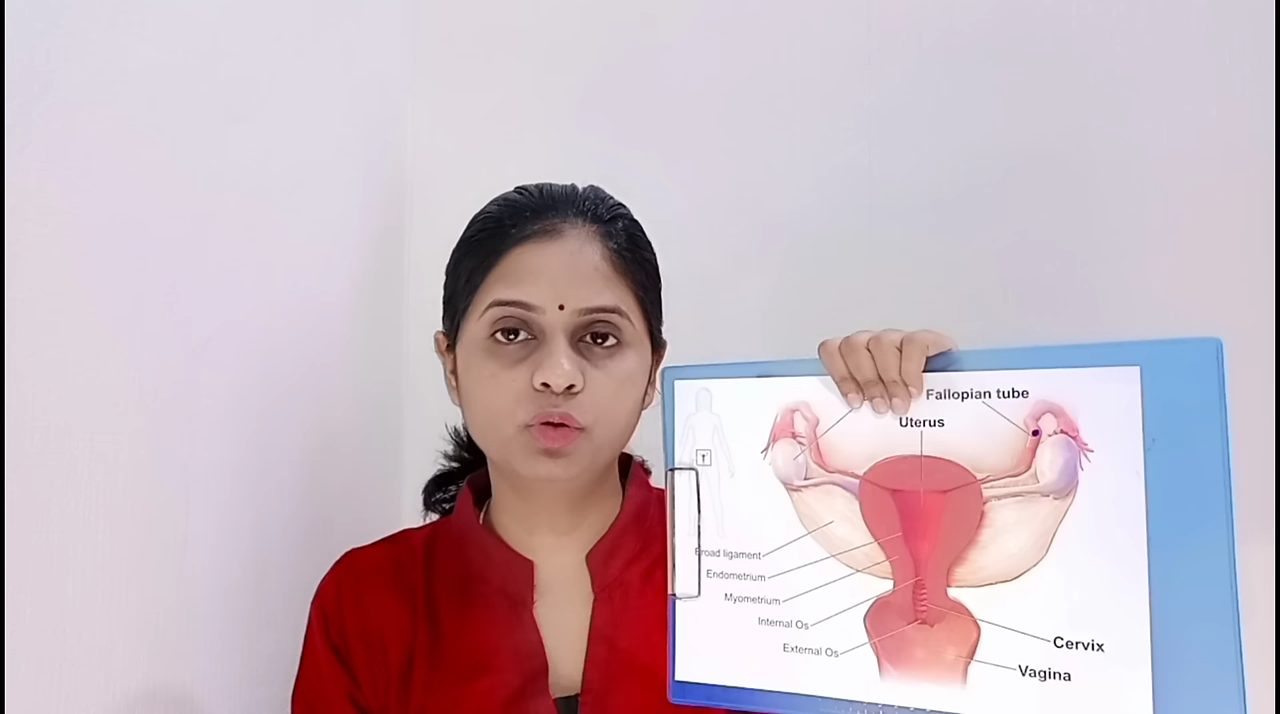 Fallopian tube
Uterus
Broad ligament
Endometrium
Myometrium
Internal Os
External Os
Cervix
Vagina